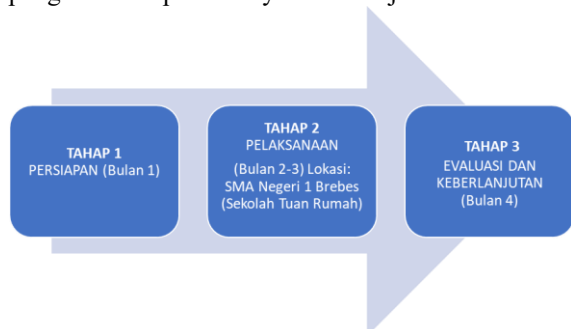 TAHAP 1
PERSIAPAN (Bulan 1)
TAHAP 2
PELAKSANAAN
(Bulan 2-3) Lokasi:
SMA Negeri 1 Brebes
(Sekolah Tuan Rumah)
TAHAP 3
EVALUASI DAN
KEBERLANJUTAN
(Bulan 4)